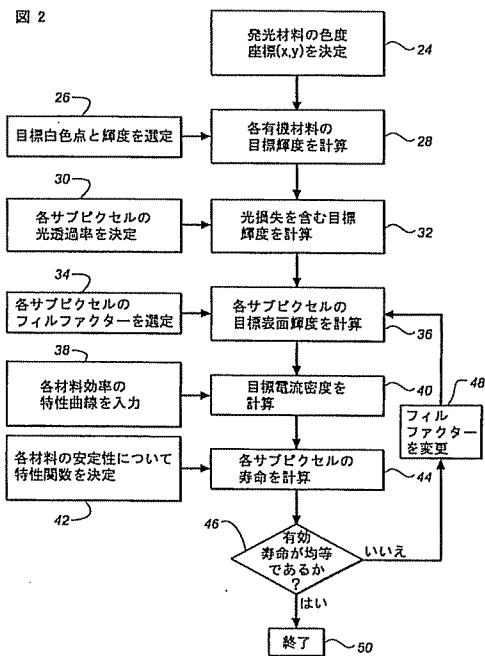 図 2
発光材料の色度
座標(x,y)を決定
24
26
目標白色点と輝度を選定
各有機材料の
目標輝度を計算
28
30
各サブピクセルの
光透過率を決定
光損失を含む目標
輝度を計算
32
34
各サブピクセルの
フィルファクターを選定
各サブピクセルの
目標表面輝度を計算
36
38
各材料効率の
特性曲線を入力
目標電流密度を
計算
40
48
フィル
ファクター
を変更
各材料の安定性について
特性関数を決定
42
各サブピクセルの
寿命を計算
44
46
有効
寿命が均等
であるか
?
いいえ
はい
終了
50